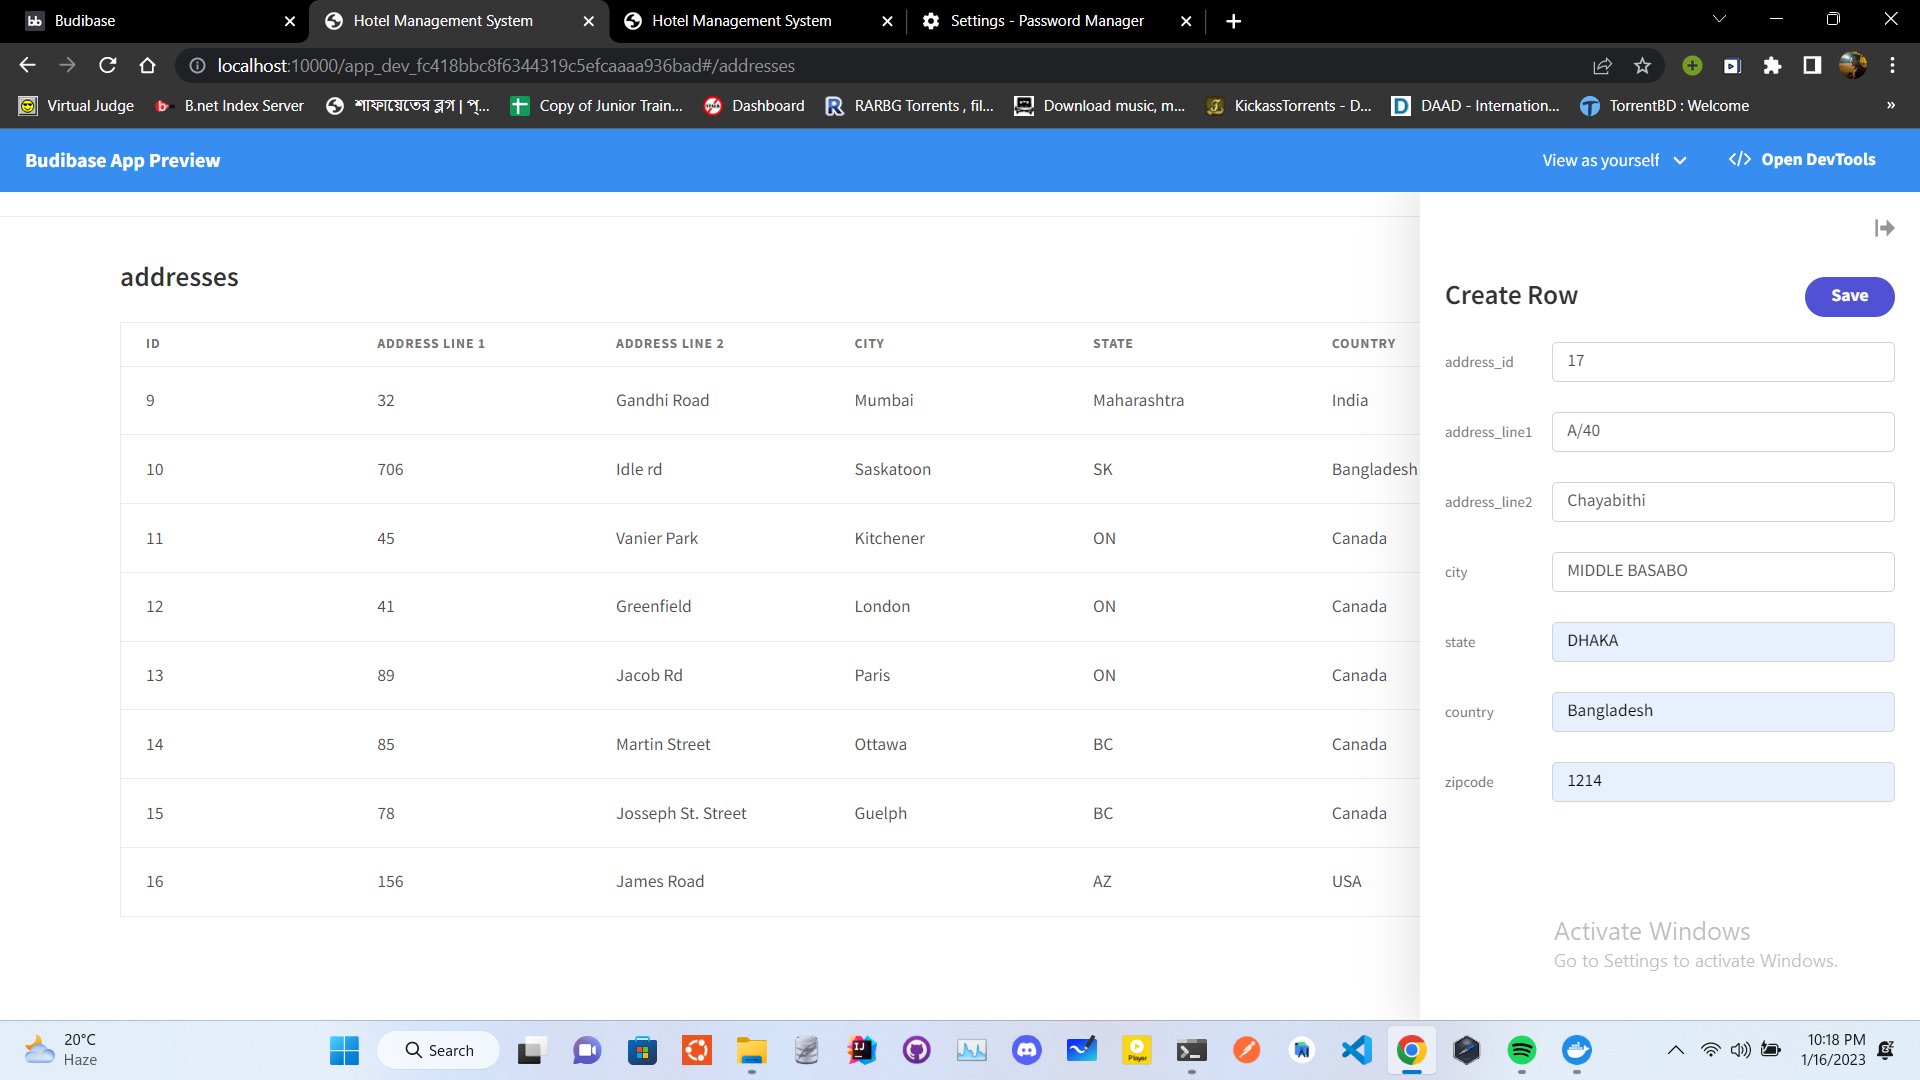 Budibase
Hotel Management System
Hotel Management System
Settings - Password Manager
localhost:10000/app_dev_fc418bbc8f6344319c5efcaaaa936bad#/addresses
Virtual Judge
B.net Index Server
শাফায়েতের ব্লগ | প্...
Copy of Junior Train...
Dashboard
RARBG Torrents , fil...
Download music, m...
KickassTorrents - D...
DAAD - Internation...
TorrentBD : Welcome
»
Budibase App Preview
View as yourself
</> Open DevTools
addresses
ID ADDRESS LINE 1 ADDRESS LINE 2 CITY STATE COUNTRY
9 32 Gandhi Road Mumbai Maharashtra India
10 706 Idle rd Saskatoon SK Bangladesh
11 45 Vanier Park Kitchener ON Canada
12 41 Greenfield London ON Canada
13 89 Jacob Rd Paris ON Canada
14 85 Martin Street Ottawa BC Canada
15 78 Josseph St. Street Guelph BC Canada
16 156 James Road AZ USA
Create Row
Save
address_id 17
address_line1 A/40
address_line2 Chayabithi
city MIDDLE BASABO
state DHAKA
country Bangladesh
zipcode 1214
Activate Windows
Go to Settings to activate Windows.
20°C
Haze
Search
Player
10:18 PM
1/16/2023